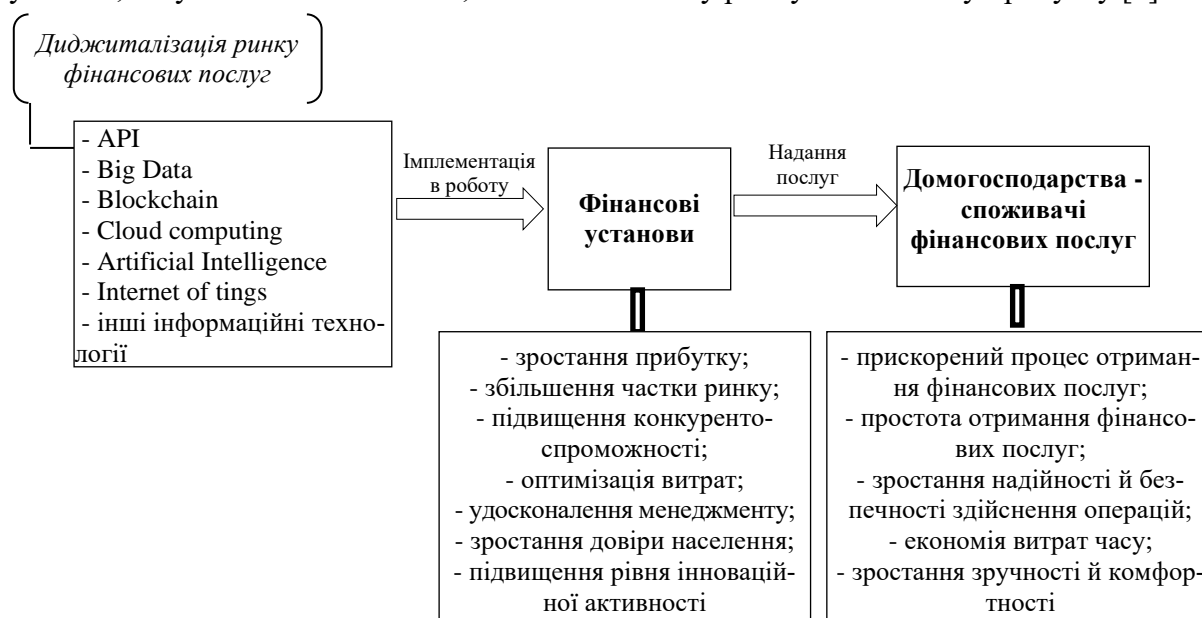 Диджиталізація ринку
фінансових послуг
- API
- Big Data
- Blockchain
- Cloud computing
- Artificial Intelligence
- Internet of tings
- інші інформаційні техно-
логії
Імплементація
в роботу
Фінансові
установи
Надання
послуг
Домогосподарства -
споживачі
фінансових послуг
- зростання прибутку;
- збільшення частки ринку;
- підвищення конкуренто-
спроможності;
- оптимізація витрат;
- удосконалення менеджменту;
- зростання довіри населення;
- підвищення рівня інновацій-
ної активності
- прискорений процес отриман-
ня фінансових послуг;
- простота отримання фінансо-
вих послуг;
- зростання надійності й без-
печності здійснення операцій;
- економія витрат часу;
- зростання зручності й комфор-
тності